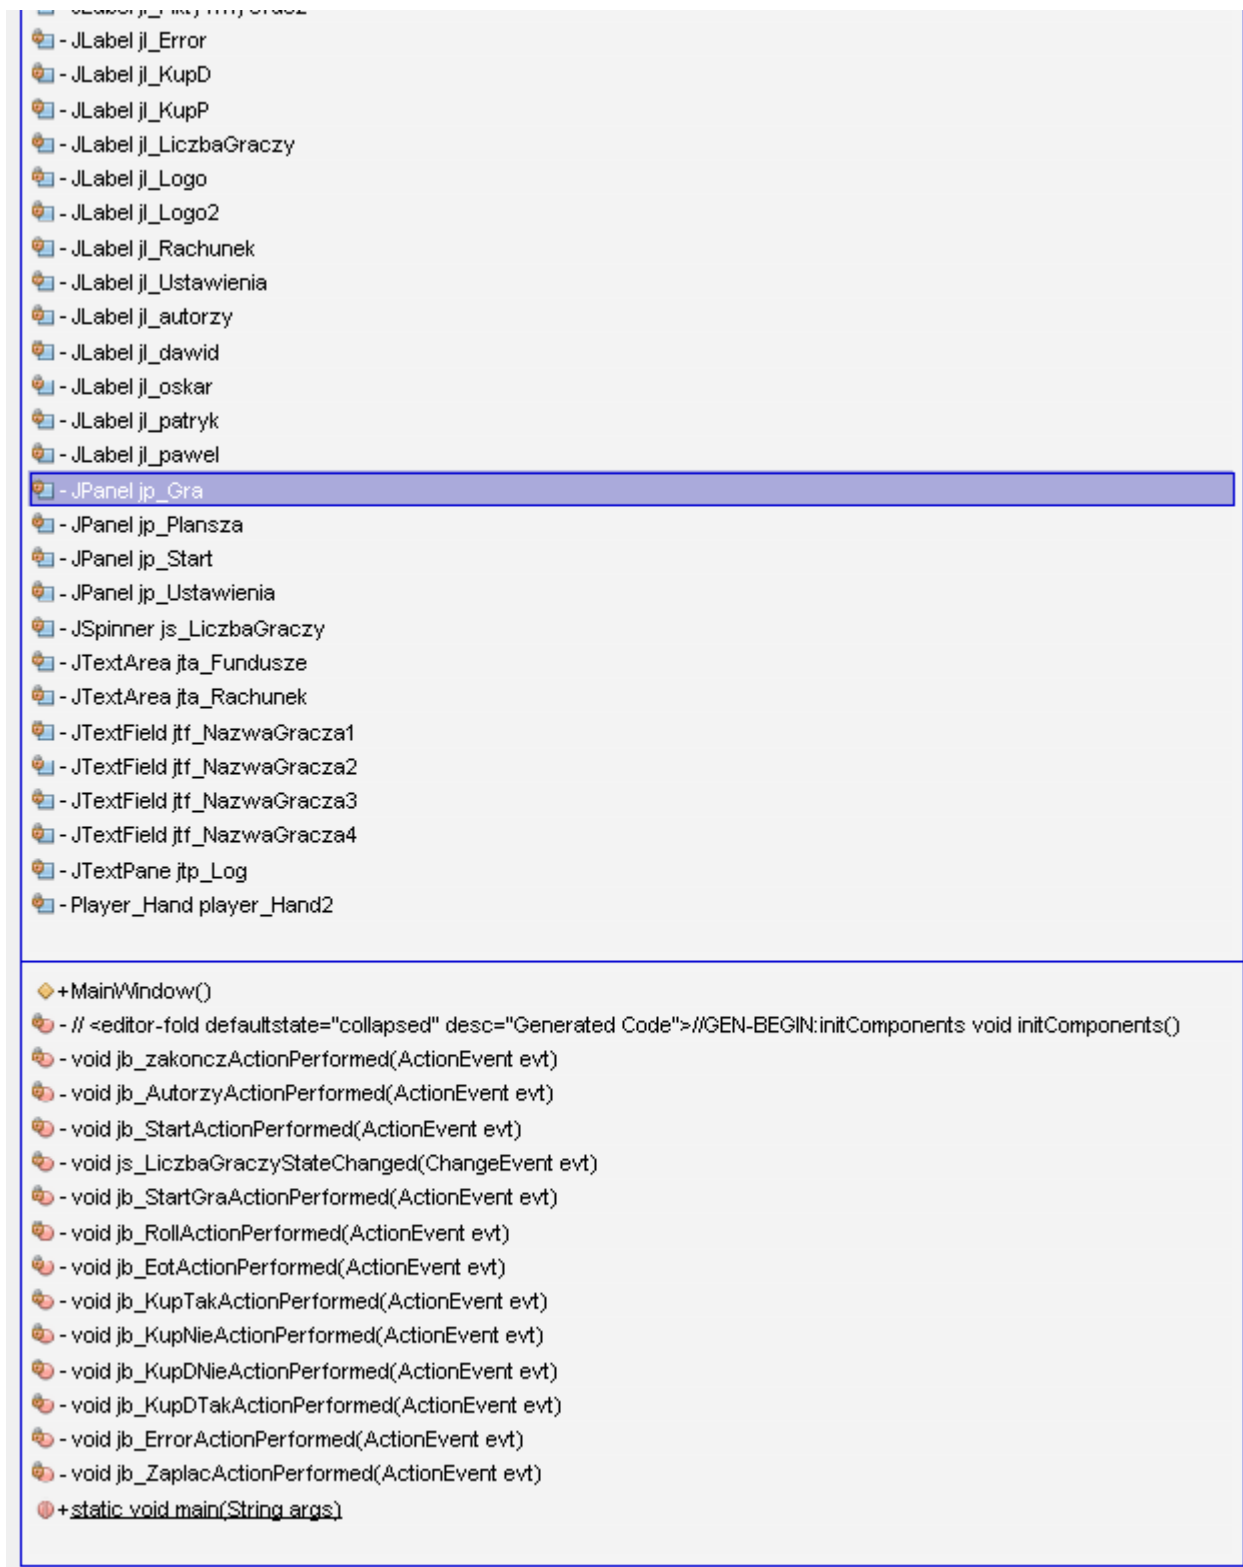 - JLabel jl_Error
- JLabel jl_KupD
- JLabel jl_KupP
- JLabel jl_LiczbaGraczy
- JLabel jl_Logo
- JLabel jl_Logo2
- JLabel jl_Rachunek
- JLabel jl_Ustawienia
- JLabel jl_autorzy
- JLabel jl_dawid
- JLabel jl_oskar
- JLabel jl_patryk
- JLabel jl_pawel
- JPanel jp_Gra
- JPanel jp_Plansza
- JPanel jp_Start
- JPanel jp_Ustawienia
- JSpinner js_LiczbaGraczy
- JTextArea jta_Fundusze
- JTextArea jta_Rachunek
- JTextField jtf_NazwaGracza1
- JTextField jtf_NazwaGracza2
- JTextField jtf_NazwaGracza3
- JTextField jtf_NazwaGracza4
- JTextPane jtp_Log
- Player_Hand player_Hand2
+MainWindow()
- // <editor-fold defaultstate="collapsed" desc="Generated Code">//GEN-BEGIN:initComponents void initComponents()
- void jb_zakonczActionPerformed(ActionEvent evt)
- void jb_AutorzyActionPerformed(ActionEvent evt)
- void jb_StartActionPerformed(ActionEvent evt)
- void js_LiczbaGraczyStateChanged(ChangeEvent evt)
- void jb_StartGraActionPerformed(ActionEvent evt)
- void jb_RollActionPerformed(ActionEvent evt)
- void jb_EotActionPerformed(ActionEvent evt)
- void jb_KupTakActionPerformed(ActionEvent evt)
- void jb_KupNieActionPerformed(ActionEvent evt)
- void jb_KupDNieActionPerformed(ActionEvent evt)
- void jb_KupDTakActionPerformed(ActionEvent evt)
- void jb_ErrorActionPerformed(ActionEvent evt)
- void jb_ZaplacActionPerformed(ActionEvent evt)
+static void main(String args)